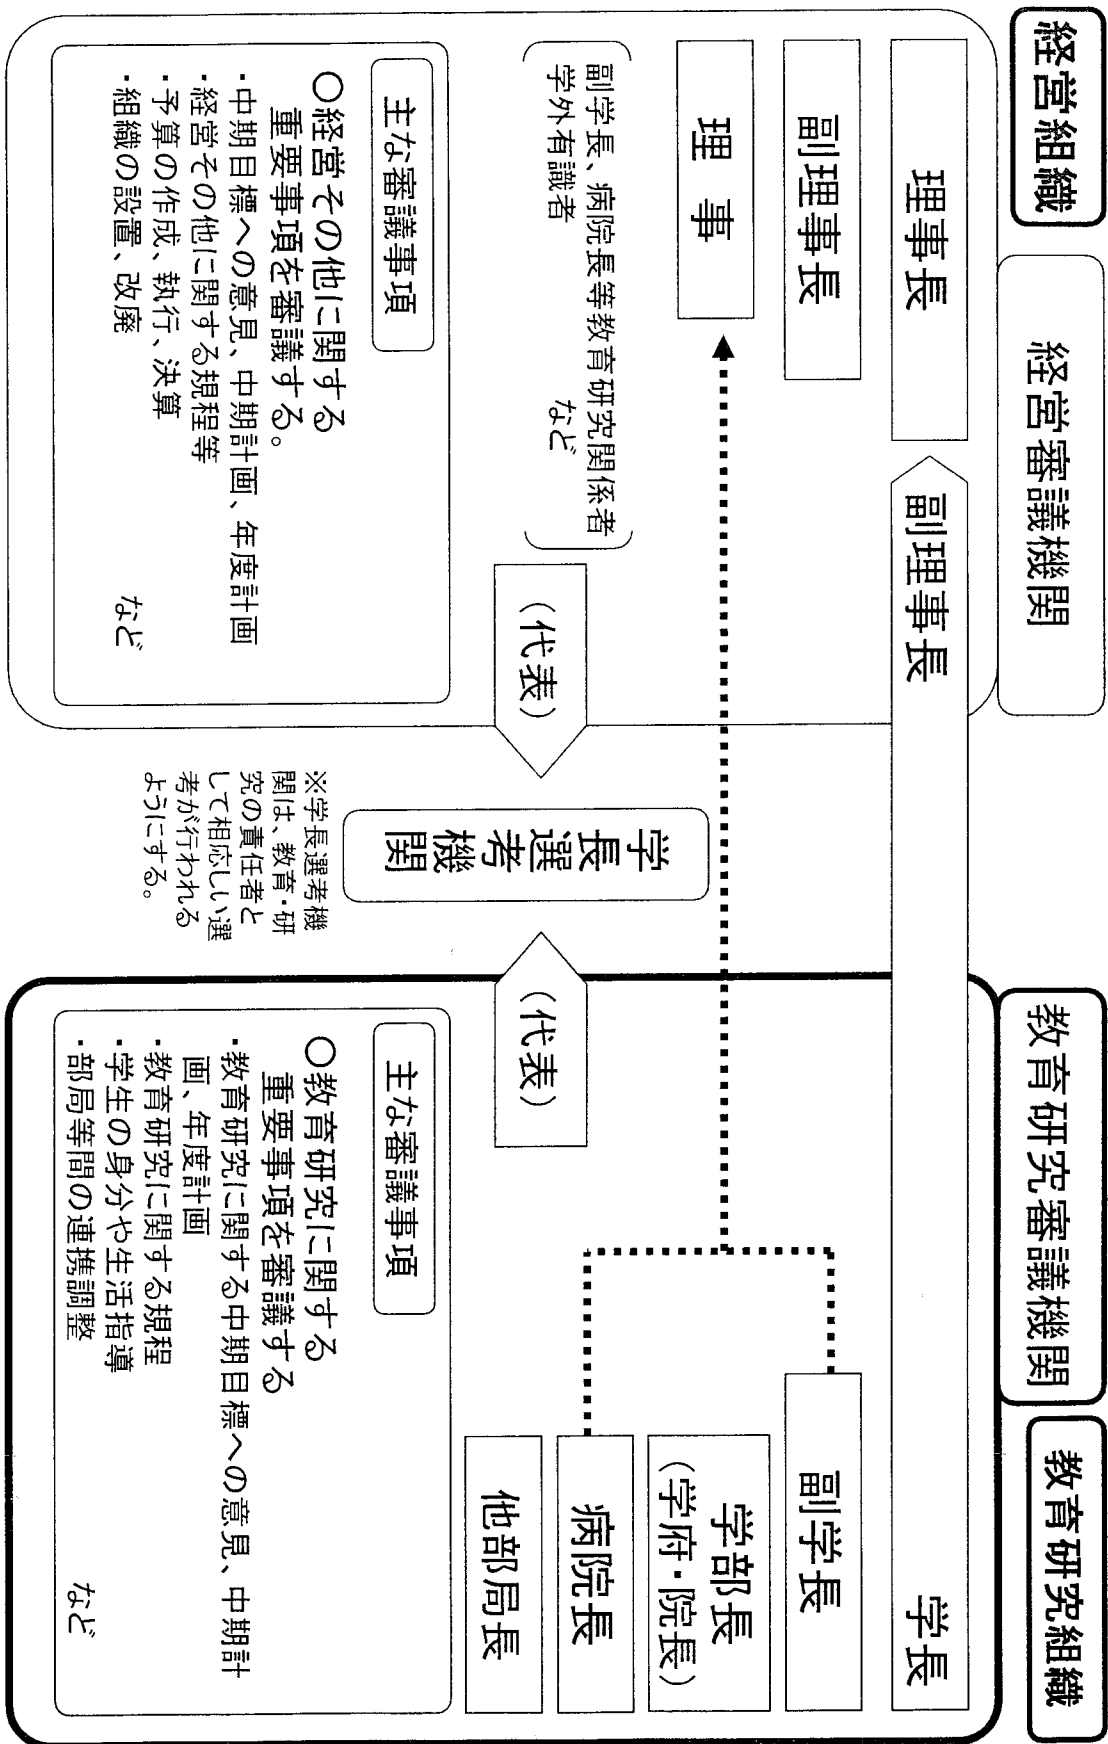 経営組織
経営審議機関
教育研究審議機関
教育研究組織
理事長
副理事長
学長
副理事長
理　事
副学長、病院長等教育研究関係者
学外有識者
など
副学長
学部長
(学府・院長)
病院長
他部局長
(代表)
学長
選考
機関
(代表)
※学長選考機
関は、教育・研
究の責任者と
して相応しい選
考が行われる
ようにする。
主な審議事項
○経営その他に関する
重要事項を審議する。
・中期目標への意見、中期計画、年度計画
・経営その他に関する規程等
・予算の作成、執行、決算
・組織の設置、改廃
など
主な審議事項
○教育研究に関する
重要事項を審議する
・教育研究に関する中期目標への意見、中期計
画、年度計画
・教育研究に関する規程
・学生の身分や生活指導
・部局等間の連携調整
など